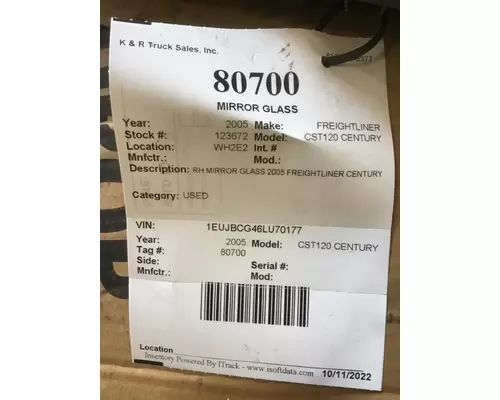 K & R Truck Sales, Inc.
80700
MIRROR GLASS
Year: 2005 Make: FREIGHTLINER
Stock #: 123672 Model: CST120 CENTURY
Location: WH2E2 Int. #
Mnfctr.: Mod.:
Description: RH MIRROR GLASS 2005 FREIGHTLINER CENTURY
Category: USED
VIN: 1EUJBCG46LU70177
Year: 2005 Model: CST120 CENTURY
Tag #: 80700
Side: Serial #:
Mnfctr.: Mod:
Location
Inventory Powered By ITrack - www.isoftdata.com 10/11/2022